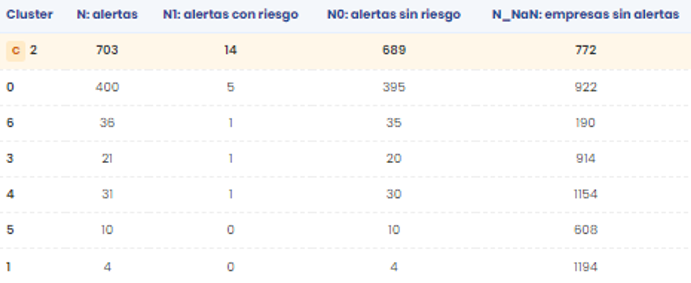 Cluster N: alertas N1: alertas con riesgo N0: alertas sin riesgo N_NaN: empresas sin alertas
C 2 703 14 689 772
0 400 5 395 922
6 36 1 35 190
3 21 1 20 914
4 31 1 30 1154
5 10 0 10 608
1 4 0 4 1194